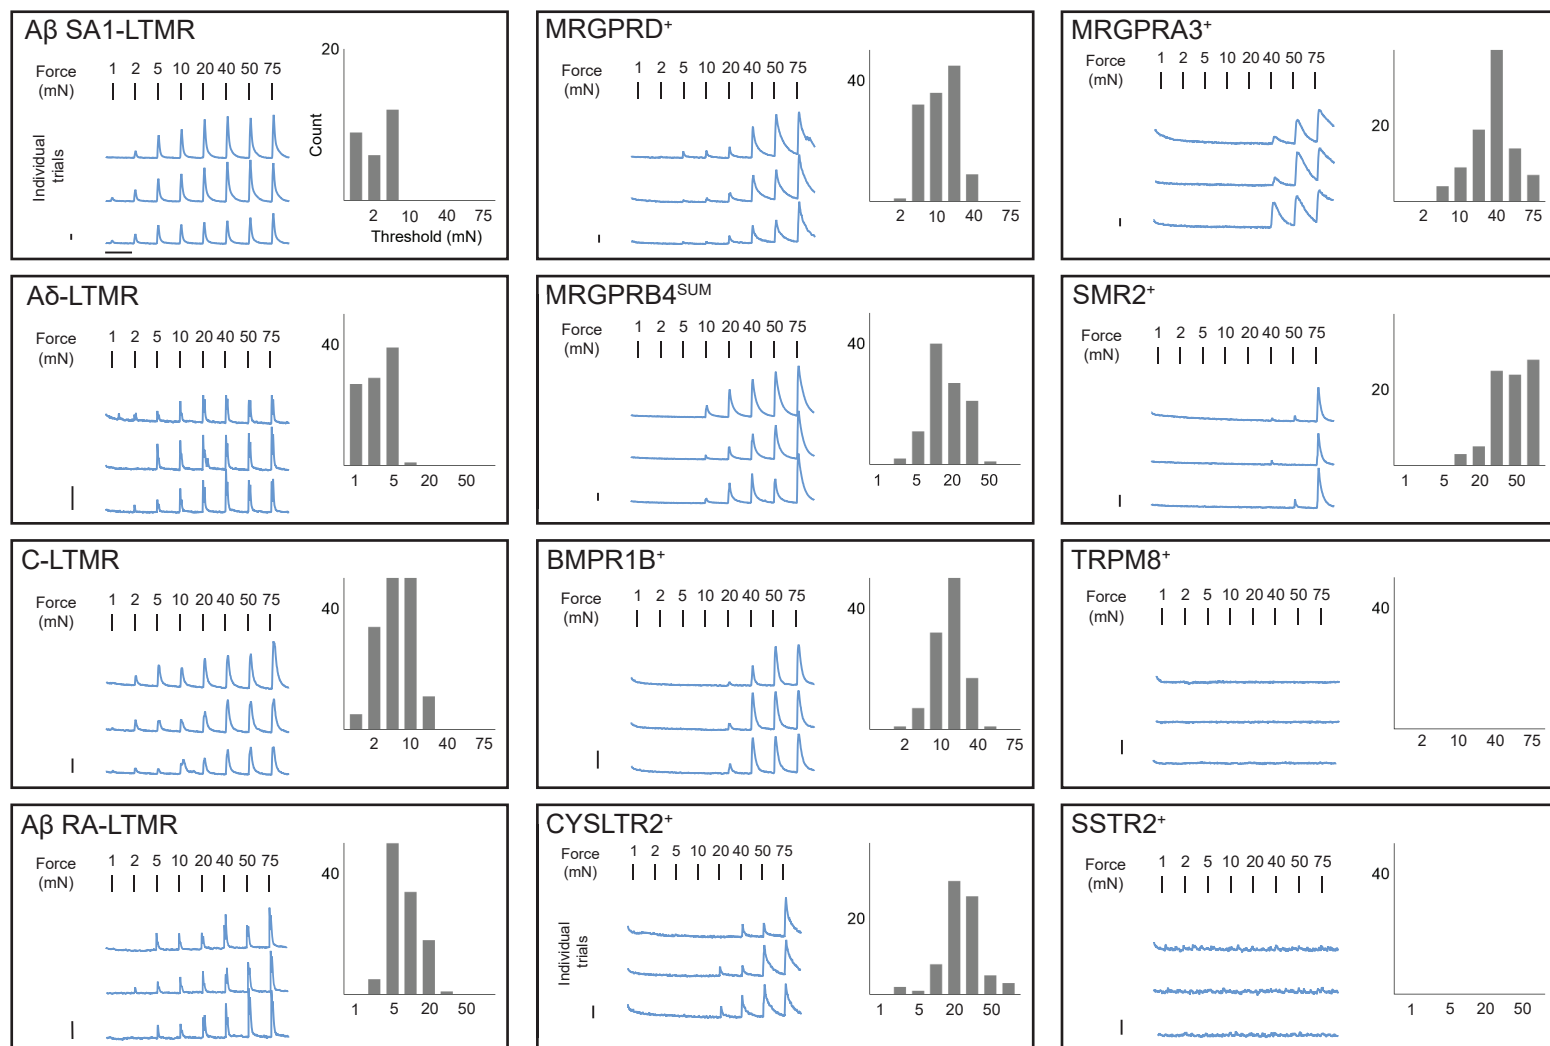 Aβ SA1-LTMR
Force (mN) 1 2 5 10 20 40 50 75
Individual trials
20
Count
2 10 40 75
Threshold (mN)
MRGPRD+
Force (mN) 1 2 5 10 20 40 50 75
40
2 10 40 75
MRGPRA3+
Force (mN) 1 2 5 10 20 40 50 75
20
2 10 40 75
Aδ-LTMR
Force (mN) 1 2 5 10 20 40 50 75
40
1 5 20 50
MRGPRB4SUM
Force (mN) 1 2 5 10 20 40 50 75
40
1 5 20 50
SMR2+
Force (mN) 1 2 5 10 20 40 50 75
20
1 5 20 50
C-LTMR
Force (mN) 1 2 5 10 20 40 50 75
40
2 10 40 75
BMPR1B+
Force (mN) 1 2 5 10 20 40 50 75
40
2 10 40 75
TRPM8+
Force (mN) 1 2 5 10 20 40 50 75
40
2 10 40 75
Aβ RA-LTMR
Force (mN) 1 2 5 10 20 40 50 75
40
1 5 20 50
CYSLTR2+
Force (mN) 1 2 5 10 20 40 50 75
Individual trials
20
1 5 20 50
SSTR2+
Force (mN) 1 2 5 10 20 40 50 75
40
1 5 20 50